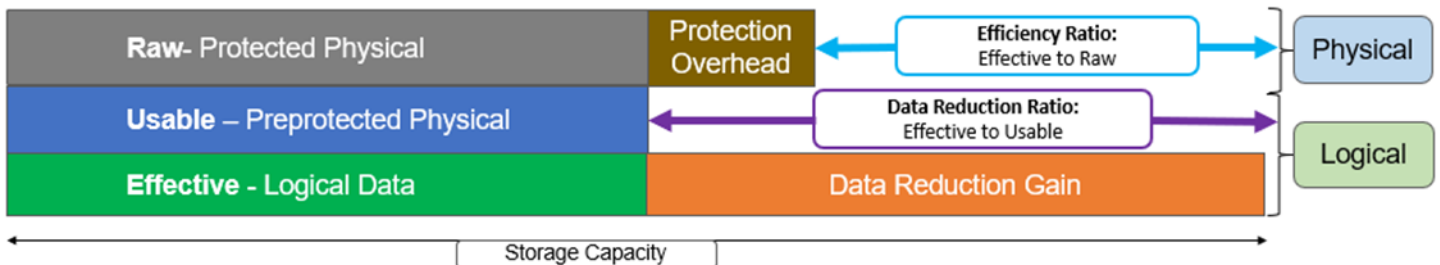 Raw- Protected Physical
Protection
Overhead
Efficiency Ratio:
Effective to Raw
Physical
Usable – Preprotected Physical
Data Reduction Ratio:
Effective to Usable
Logical
Effective - Logical Data
Data Reduction Gain
Storage Capacity